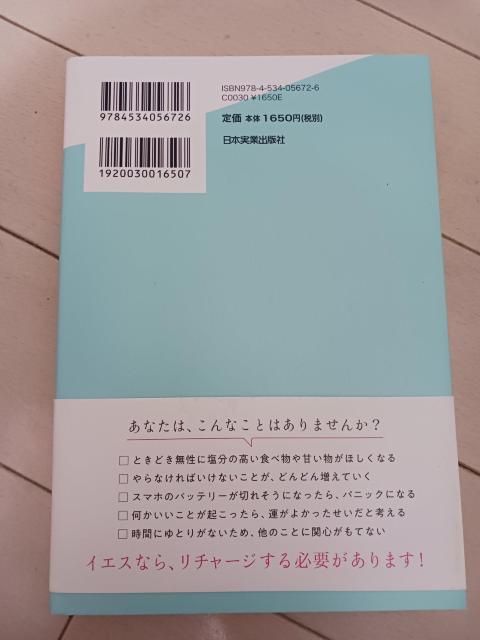 9784534056726
1920030016507
ISBN978-4-534-05672-6
C0030 ¥1650E
定価 本体1650円(税別)
日本実業出版社
あなたは、こんなことはありませんか?
□ときどき無性に塩分の高い食べ物や甘い物がほしくなる
□やらなければいけないことが、どんどん増えていく
□スマホのバッテリーが切れそうになったら、パニックになる
□何かいいことが起こったら、運がよかったせいだと考える
□時間にゆとりがないため、他のことに関心がもてない
イエスなら、リチャージする必要があります!